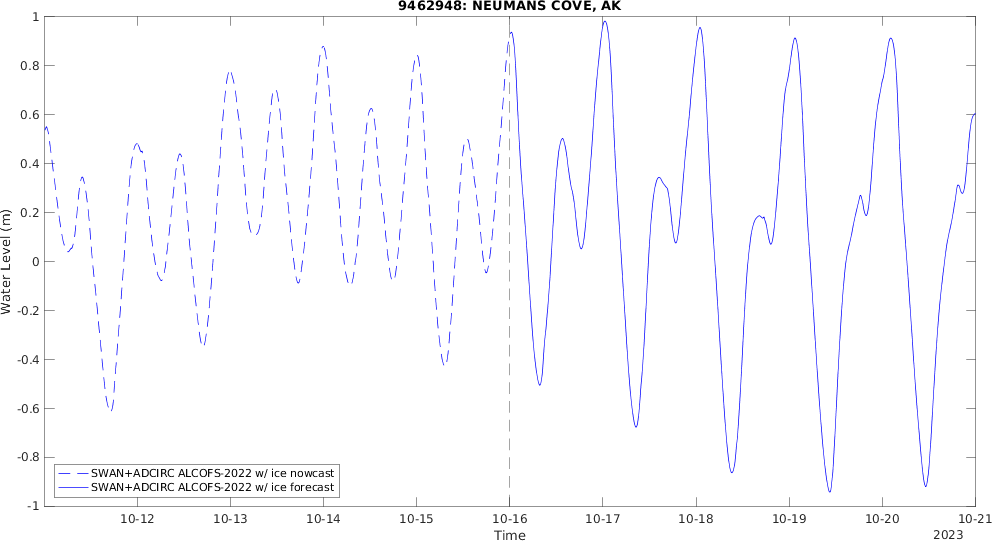 9462948: NEUMANS COVE, AK
Water Level (m)
1
0.8
0.6
0.4
0.2
0
-0.2
-0.4
-0.6
-0.8
-1
SWAN+ADCIRC ALCOFS-2022 w/ ice nowcast
SWAN+ADCIRC ALCOFS-2022 w/ ice forecast
10-12 10-13 10-14 10-15 10-16 10-17 10-18 10-19 10-20 10-21
Time
2023